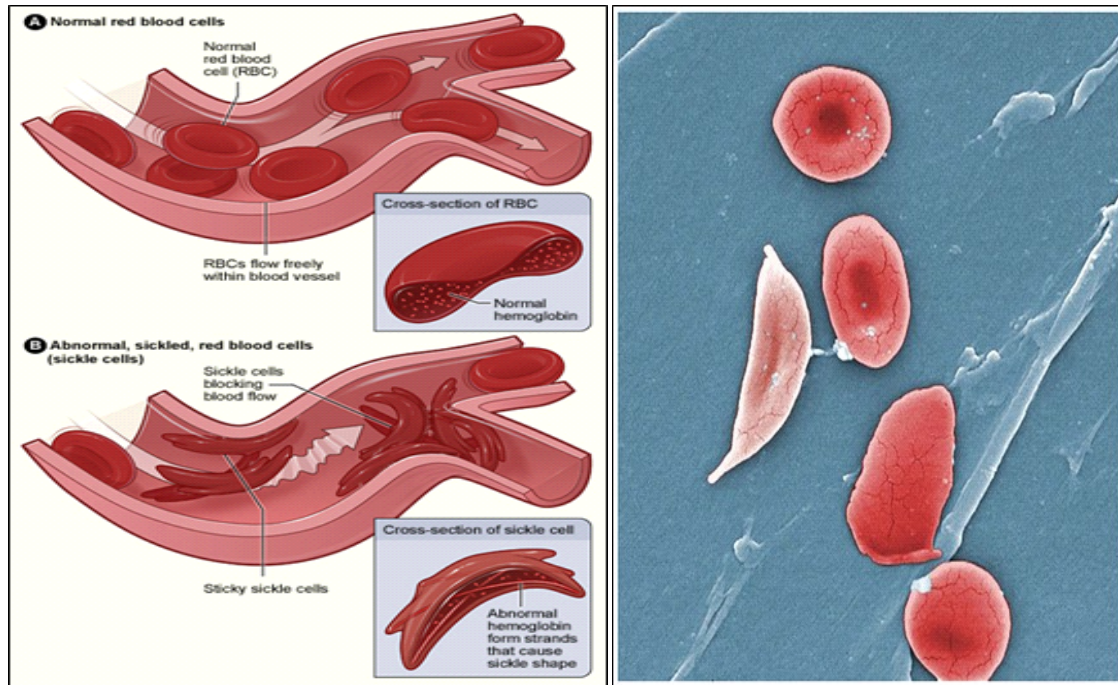 A Normal red blood cells
Normal
red blood
cell (RBC)
RBCs flow freely
within blood vessel
Cross-section of RBC
Normal
hemoglobin
B Abnormal, sickled, red blood cells
(sickle cells)
Sickle cells
blocking
blood flow
Sticky sickle cells
Cross-section of sickle cell
Abnormal
hemoglobin
form strands
that cause
sickle shape